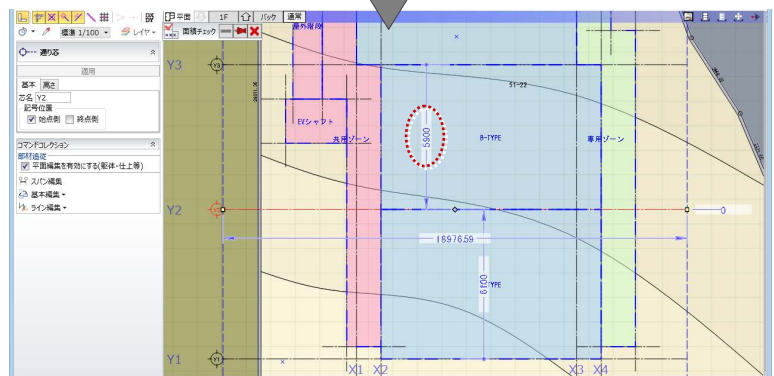 平面 1F バック 通常
標準 1/100 レイヤ
面積チェック
通り芯
適用
基本 高さ
芯名 Y2
記号位置
始点側 終点側
コマンドコレクション
部材追従
平面編集を有効にする(躯体・仕上等)
スパン編集
基本編集
ライン編集
屋外階段
Y3 Y3
51-22
EVシャフト
共用ゾーン
5900
B-TYPE
専用ゾーン
Y2
0
18976.59
6100
TYPE
Y1 Y1
X1 X2 X3 X4